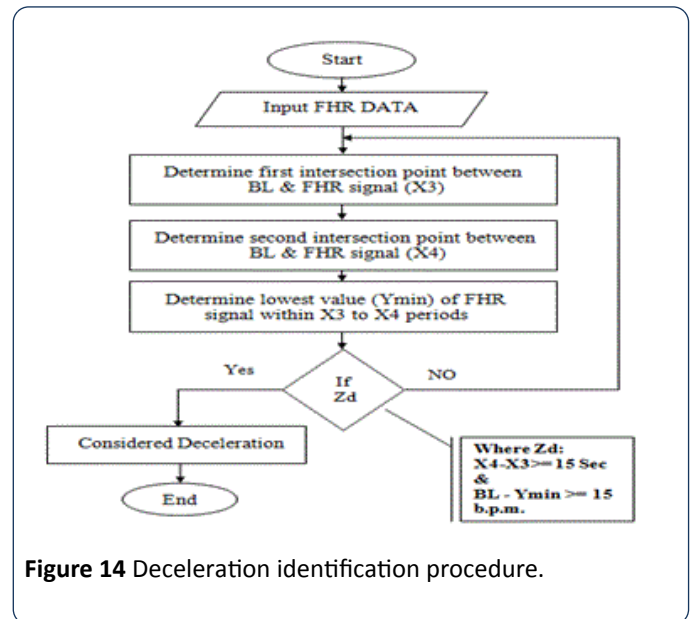 Start
Input FHR DATA
Determine first intersection point between
BL & FHR signal (X3)
Determine second intersection point between
BL & FHR signal (X4)
Determine lowest value (Ymin) of FHR
signal within X3 to X4 periods
Yes
If
Zd
NO
Considered Deceleration
End
Where Zd:
X4-X3>= 15 Sec
&
BL - Ymin >= 15
b.p.m.
Figure 14 Deceleration identification procedure.